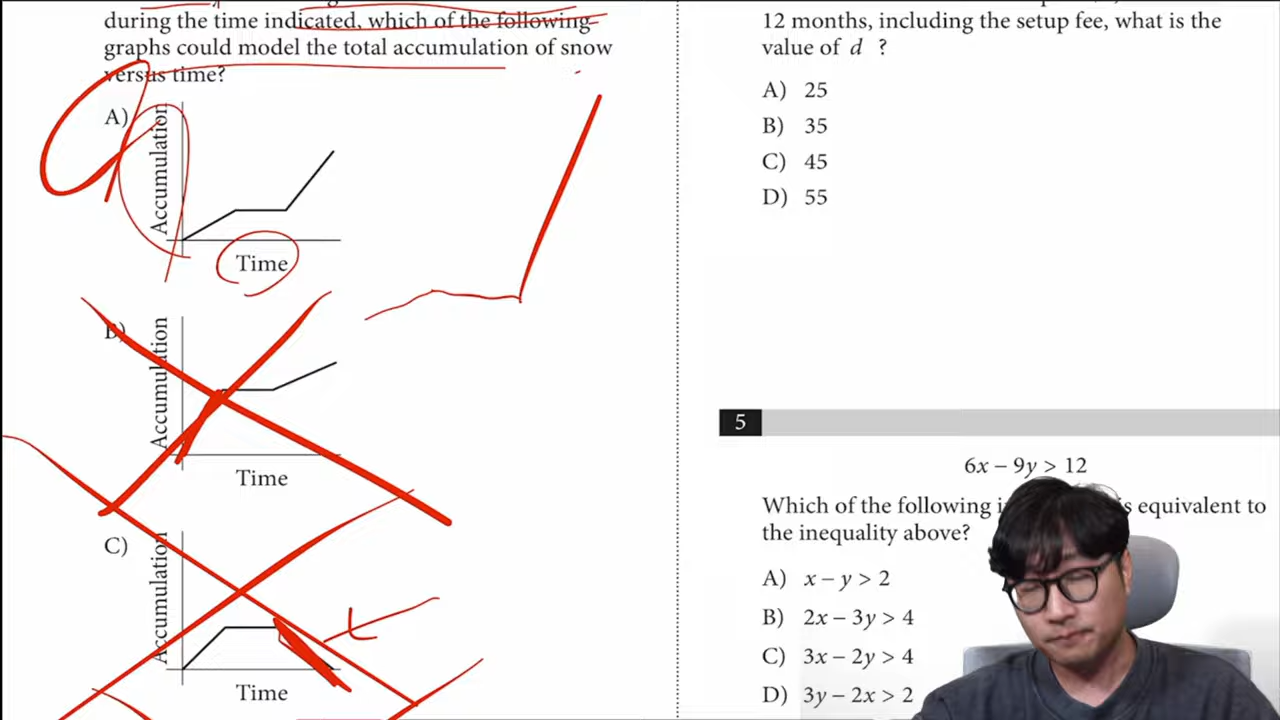 during the time indicated, which of the following
graphs could model the total accumulation of snow
versus time?
A)
Accumulation
Time
B)
Accumulation
Time
C)
Accumulation
t
Time
12 months, including the setup fee, what is the
value of d ?
A) 25
B) 35
C) 45
D) 55
5
6x − 9y > 12
Which of the following i s equivalent to
the inequality above?
A) x − y > 2
B) 2x − 3y > 4
C) 3x − 2y > 4
D) 3y − 2x > 2